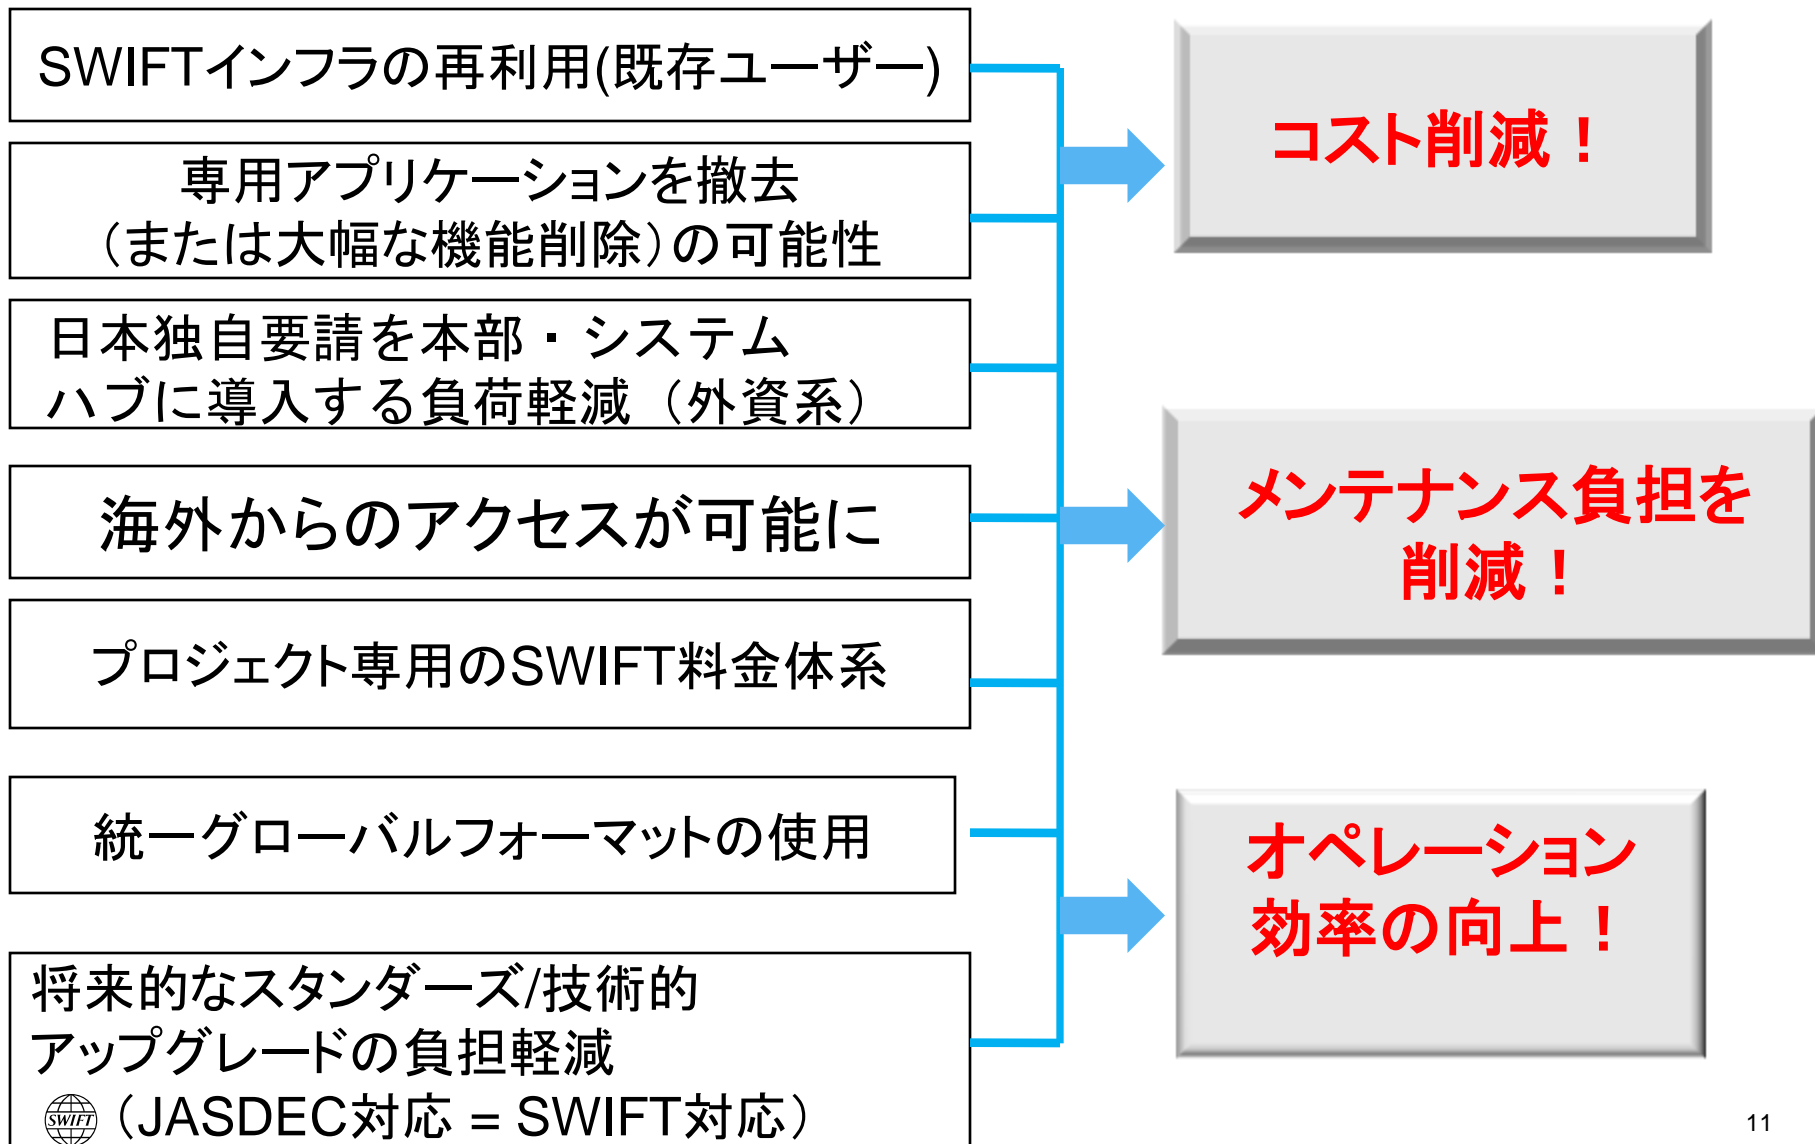 SWIFTインフラの再利用(既存ユーザー)
専用アプリケーションを撤去
（または大幅な機能削除）の可能性
日本独自要請を本部・システム
ハブに導入する負荷軽減（外資系）
海外からのアクセスが可能に
プロジェクト専用のSWIFT料金体系
統一グローバルフォーマットの使用
将来的なスタンダーズ/技術的
アップグレードの負担軽減
SWIFT
（JASDEC対応 = SWIFT対応）
コスト削減！
メンテナンス負担を
削減！
オペレーション
効率の向上！
11